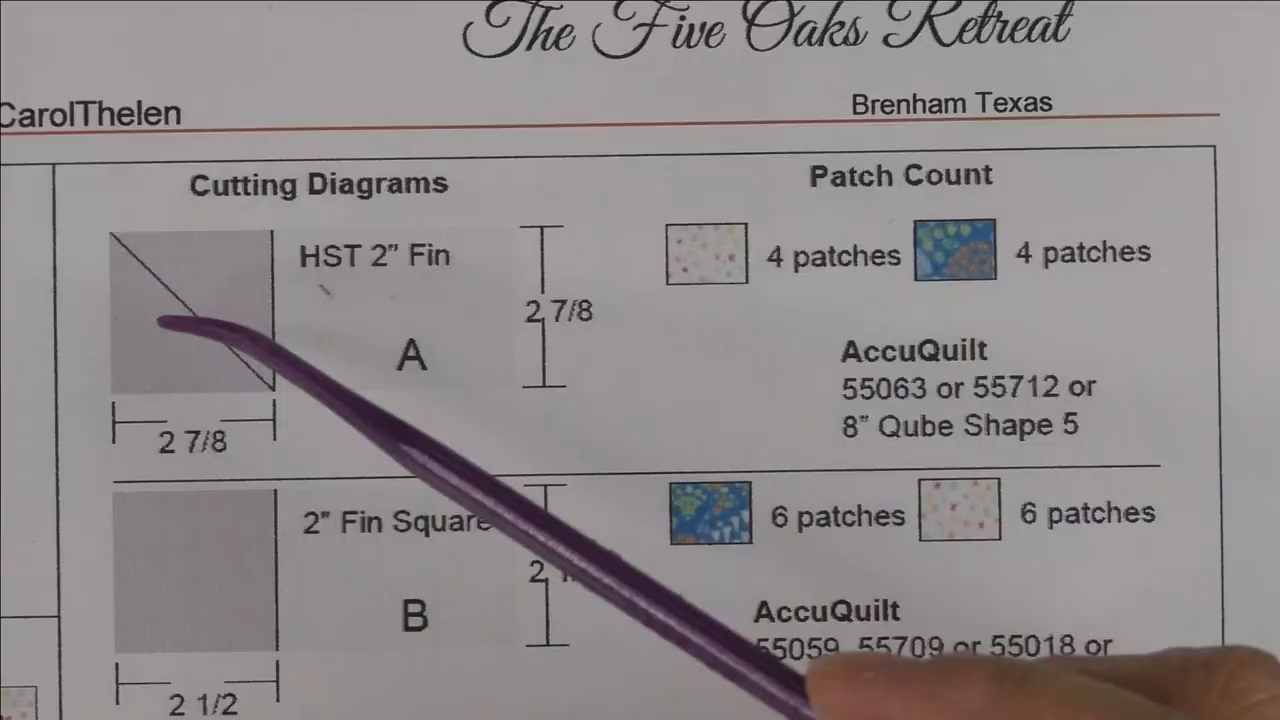 The Five Oaks Retreat
CarolThelen
Brenham Texas
Cutting Diagrams
Patch Count
HST 2" Fin
4 patches
4 patches
2 7/8
A
AccuQuilt
55063 or 55712 or
8" Qube Shape 5
2 7/8
2" Fin Square
6 patches
6 patches
2
B
AccuQuilt
55059, 55709 or 55018 or
2 1/2